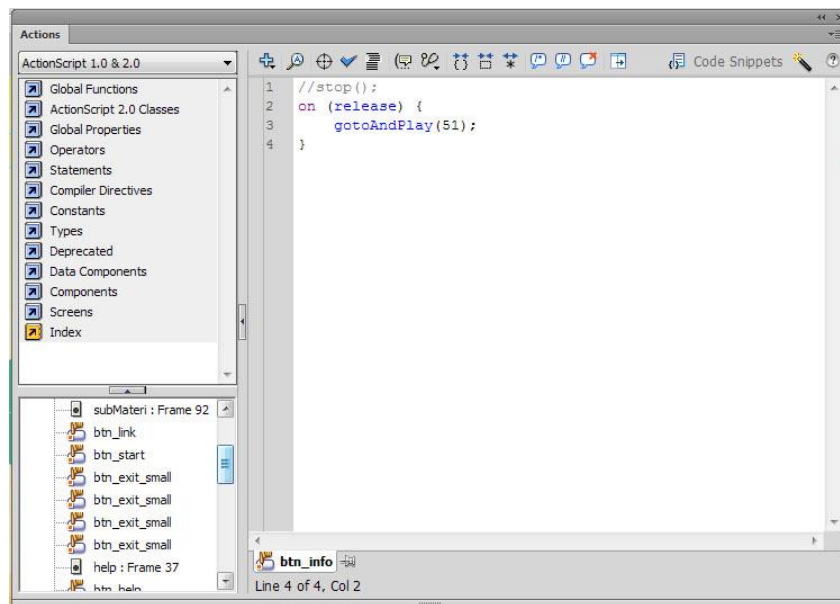 Actions
ActionScript 1.0 & 2.0
Code Snippets
Global Functions
ActionScript 2.0 Classes
Global Properties
Operators
Statements
Compiler Directives
Constants
Types
Deprecated
Data Components
Components
Screens
Index
1 //stop();
2 on (release) {
3 gotoAndPlay(51);
4 }
subMateri : Frame 92
btn_link
btn_start
btn_exit_small
btn_exit_small
btn_exit_small
btn_exit_small
help : Frame 37
btn_help
btn_info
Line 4 of 4, Col 2